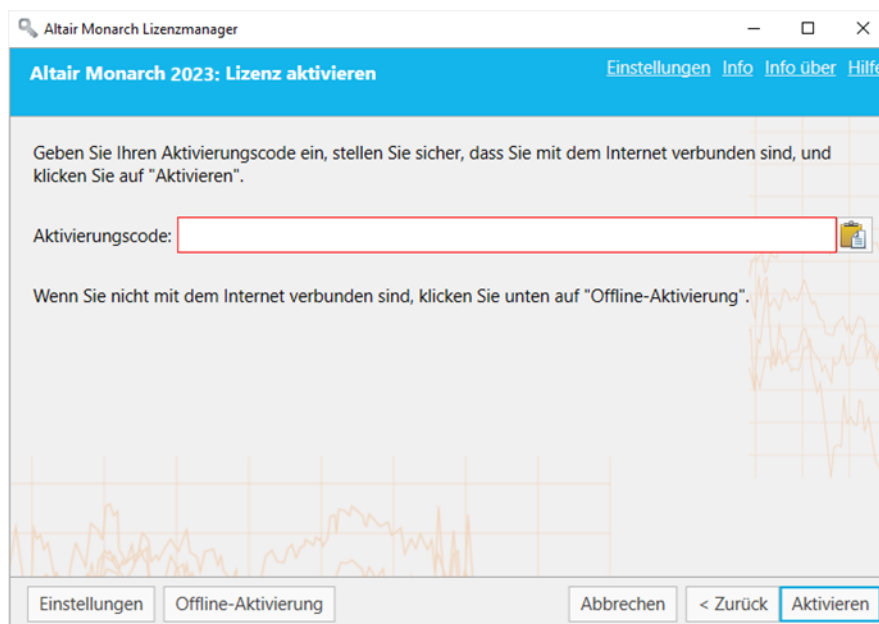 Altair Monarch Lizenzmanager
Altair Monarch 2023: Lizenz aktivieren
Einstellungen Info Info über Hilfe
Geben Sie Ihren Aktivierungscode ein, stellen Sie sicher, dass Sie mit dem Internet verbunden sind, und
klicken Sie auf "Aktivieren".
Aktivierungscode:
Wenn Sie nicht mit dem Internet verbunden sind, klicken Sie unten auf "Offline-Aktivierung".
Einstellungen Offline-Aktivierung Abbrechen < Zurück Aktivieren